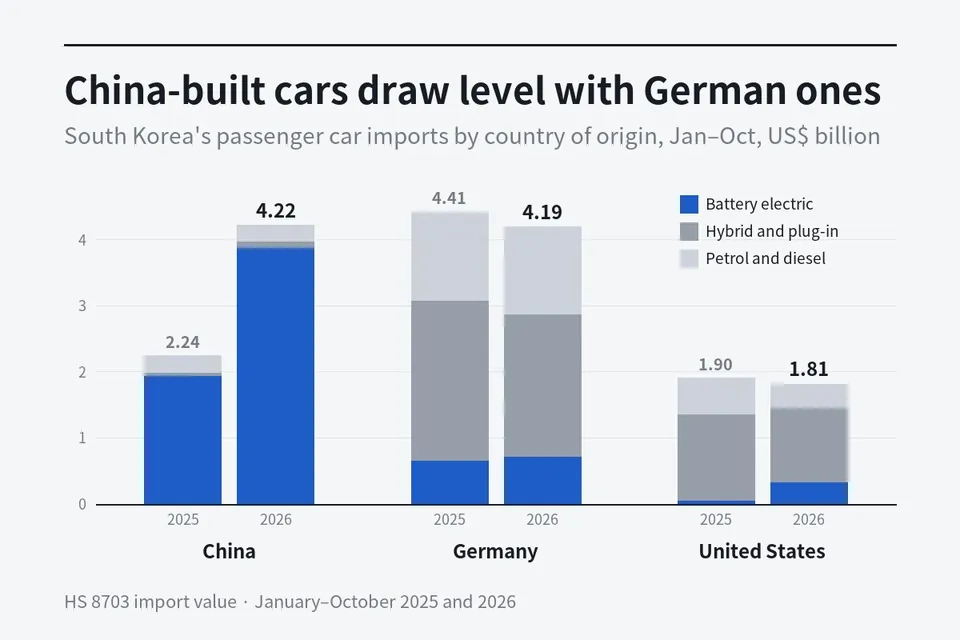 China-built cars draw level with German ones
South Korea's passenger car imports by country of origin, Jan–Oct, US$ billion
Battery electric
Hybrid and plug-in
Petrol and diesel
4
3
2
1
0
2.24
4.22
4.41
4.19
1.90
1.81
2025
2026
2025
2026
2025
2026
China
Germany
United States
HS 8703 import value · January–October 2025 and 2026